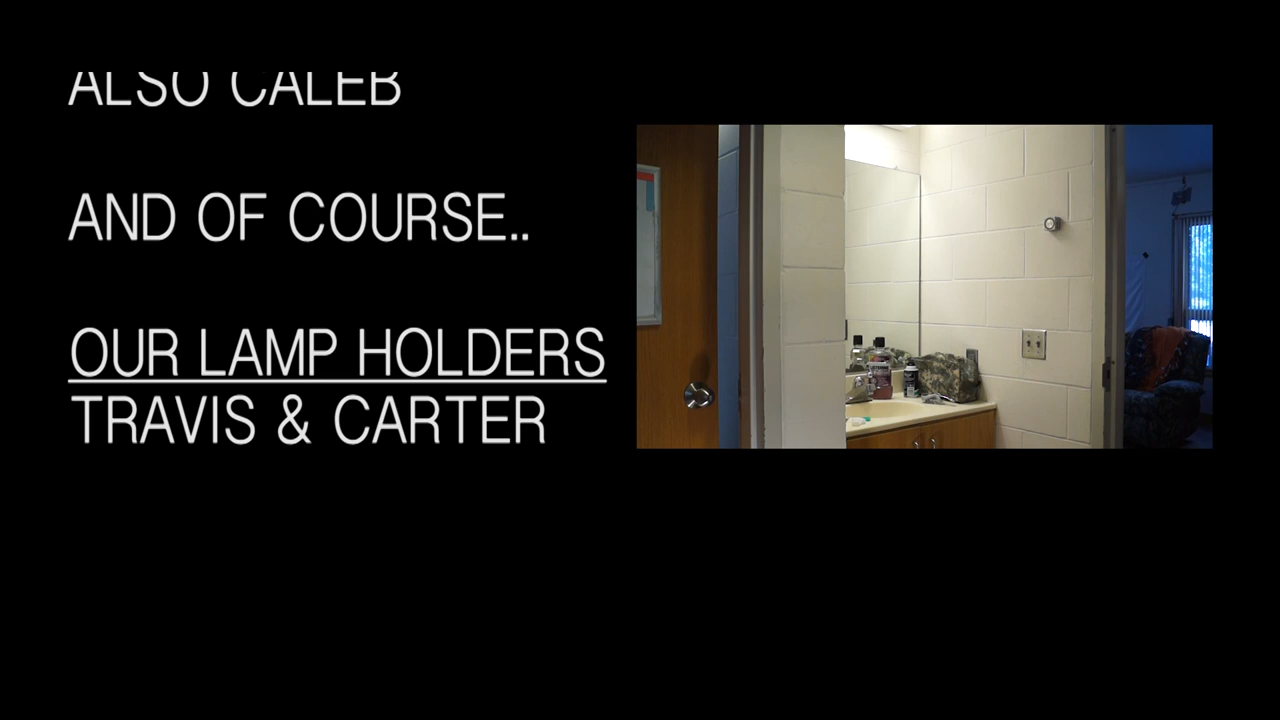 ALSO CALEB
AND OF COURSE..
OUR LAMP HOLDERS
TRAVIS & CARTER